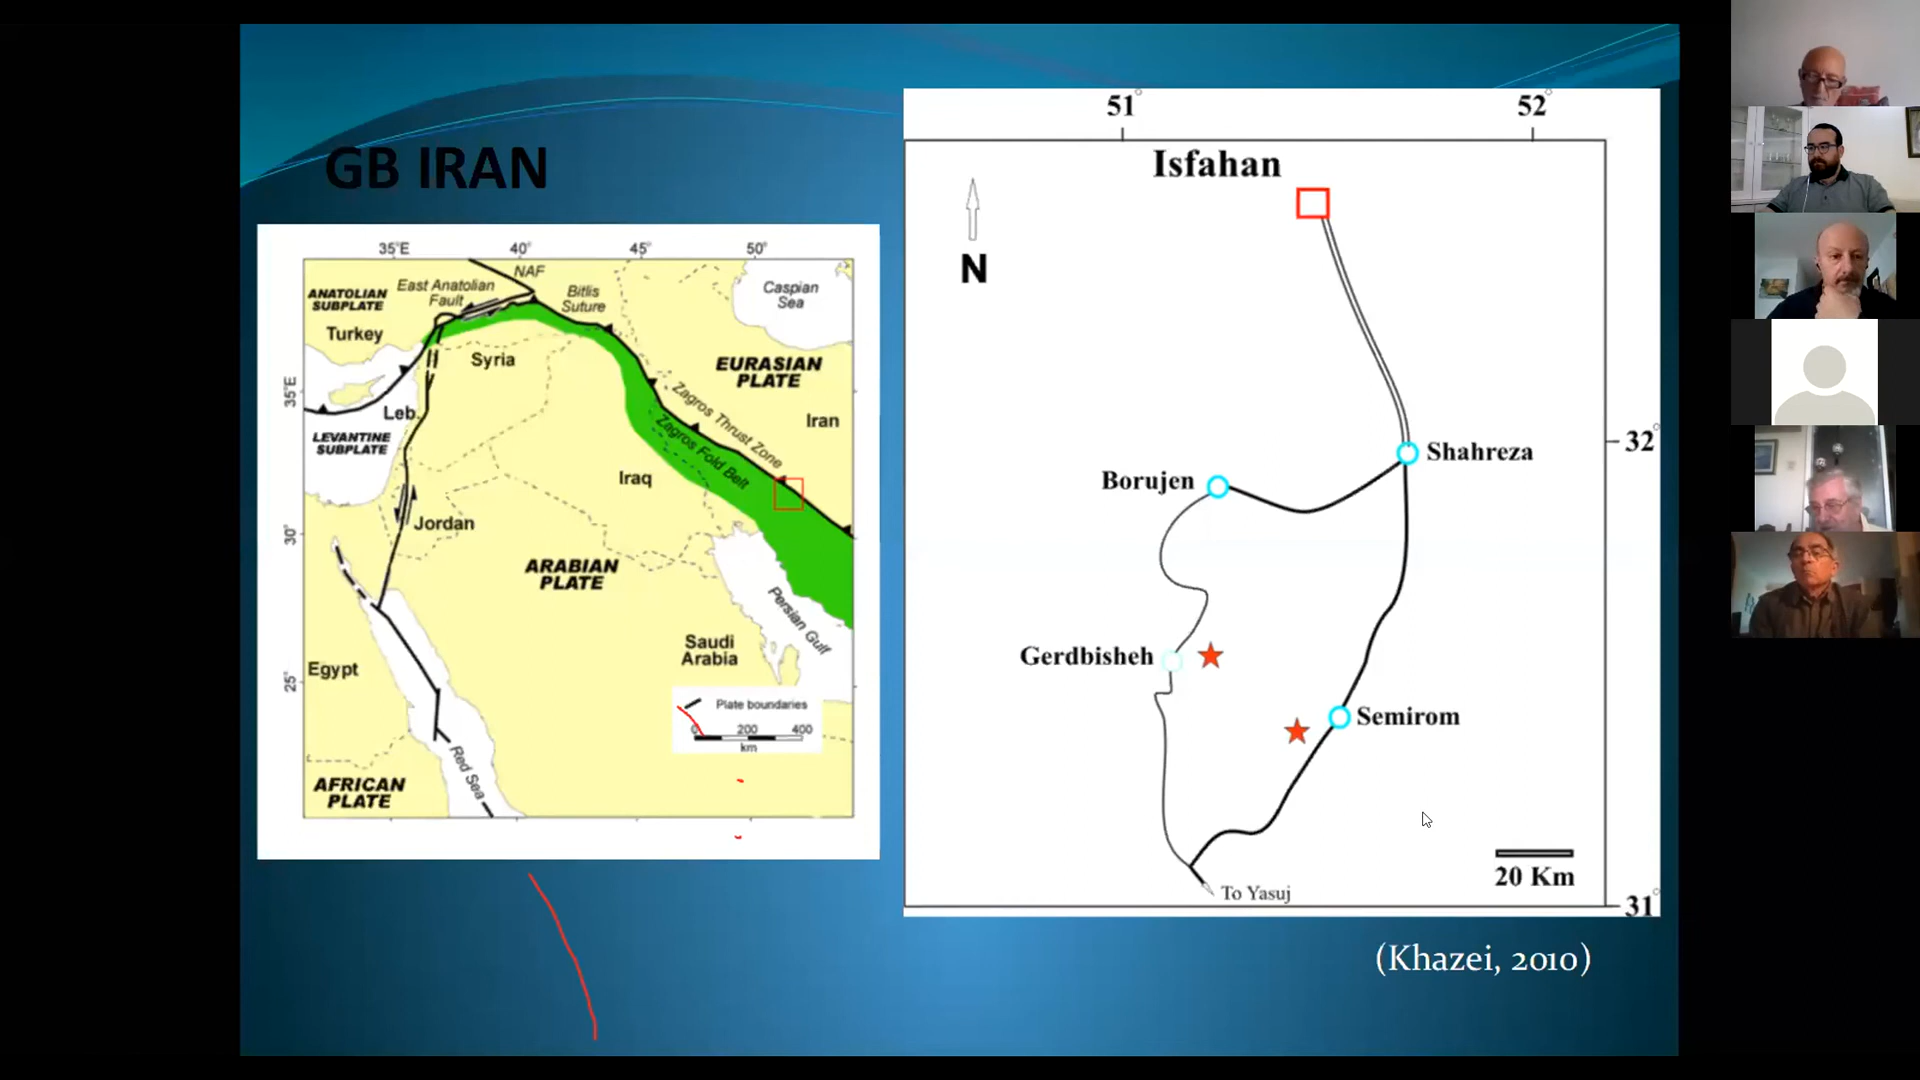 GB IRAN
35°E 40° 45° 50°
NAF
East Anatolian
Fault
Bitlis
Suture
Caspian
Sea
ANATOLIAN
SUBPLATE
Turkey
Syria
EURASIAN
PLATE
35°E
Leb.
Zagros Thrust Zone
Iran
LEVANTINE
SUBPLATE
Zagros Fold Belt
Iraq
30°
Jordan
ARABIAN
PLATE
Persian Gulf
Saudi
Arabia
Egypt
25°
Plate boundaries
0 200 400
km
Red Sea
AFRICAN
PLATE
51° 52°
Isfahan
N
32°
Shahreza
Borujen
Gerdbisheh
Semirom
20 Km
To Yasuj
31°
(Khazei, 2010)